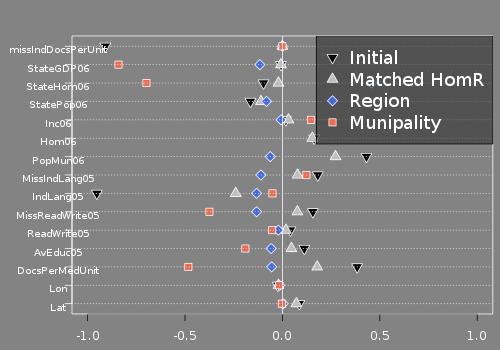 missIndDocsPerUnit
StateGDP06
StateHom06
StatePop06
Inc06
Hom06
PopMun06
MissIndLang05
IndLang05
MissReadWrite05
ReadWrite05
AvEduc05
DocsPerMedUnit
Lon
Lat
Initial
Matched HomR
Region
Munipality
-1.0 -0.5 0.0 0.5 1.0